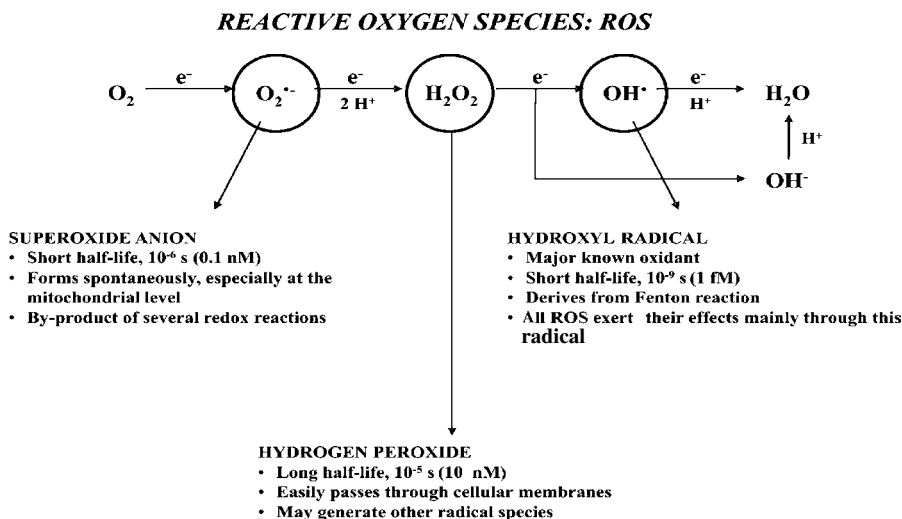 REACTIVE OXYGEN SPECIES: ROS
e⁻ e⁻ e⁻ e⁻
O₂ O₂•⁻ H₂O₂ OH• H₂O
2 H⁺ H⁺
H⁺
OH⁻
SUPEROXIDE ANION
• Short half-life, 10⁻⁶ s (0.1 nM)
• Forms spontaneously, especially at the
mitochondrial level
• By-product of several redox reactions
HYDROXYL RADICAL
• Major known oxidant
• Short half-life, 10⁻⁹ s (1 fM)
• Derives from Fenton reaction
• All ROS exert their effects mainly through this
radical
HYDROGEN PEROXIDE
• Long half-life, 10⁻⁵ s (10 nM)
• Easily passes through cellular membranes
• May generate other radical species